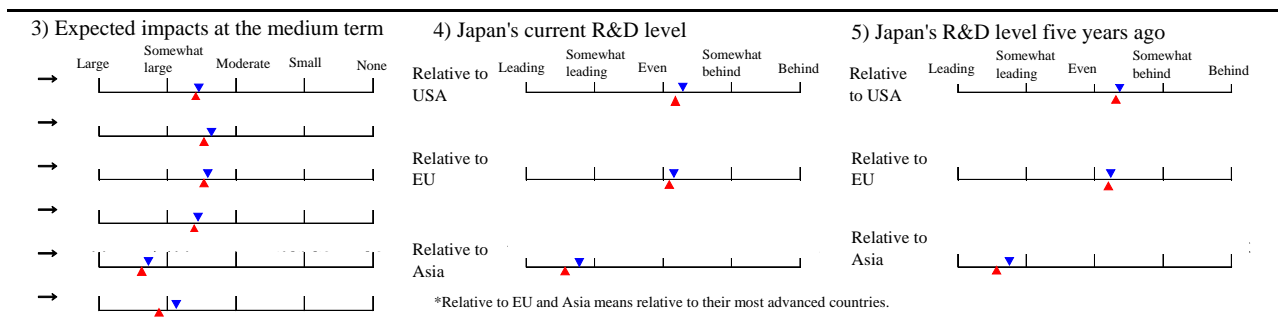 3) Expected impacts at the medium term
Large
Somewhat
large
Moderate
Small
None
→
→
→
→
→
→
4) Japan's current R&D level
Leading
Somewhat
leading
Even
Somewhat
behind
Behind
Relative to
USA
Relative to
EU
Relative to
Asia
*Relative to EU and Asia means relative to their most advanced countries.
5) Japan's R&D level five years ago
Leading
Somewhat
leading
Even
Somewhat
behind
Behind
Relative
to USA
Relative to
EU
Relative to
Asia